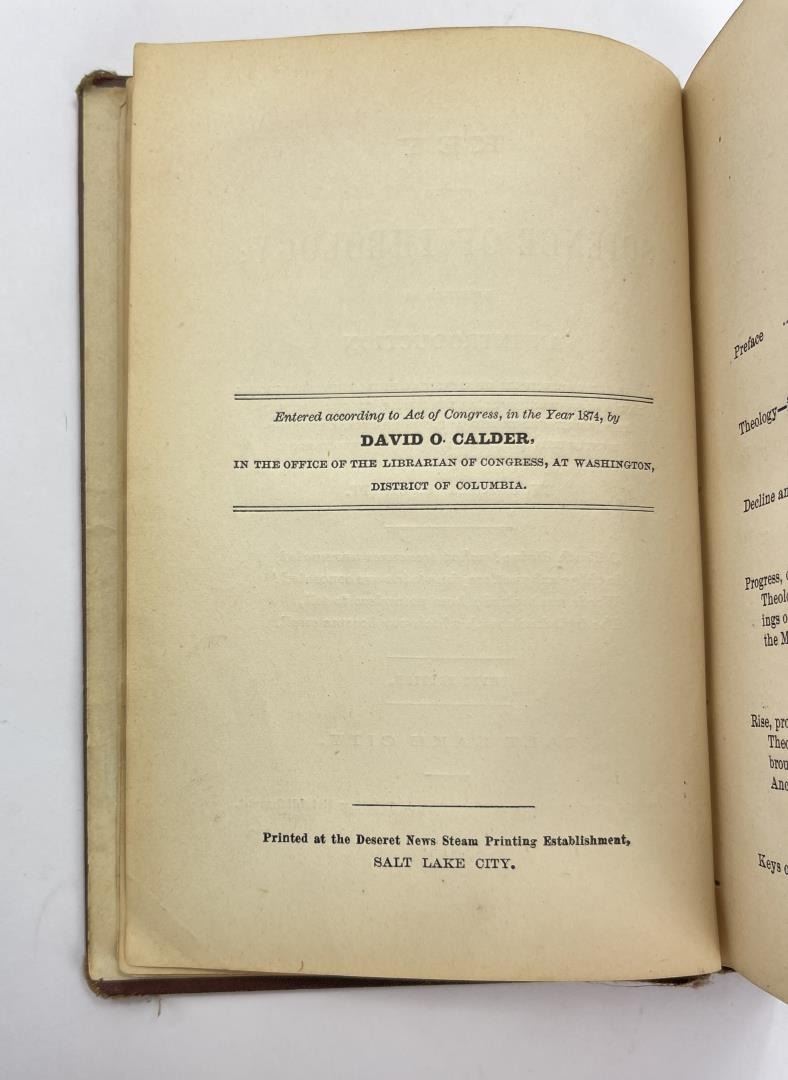 Entered according to Act of Congress, in the Year 1874, by
DAVID O. CALDER,
IN THE OFFICE OF THE LIBRARIAN OF CONGRESS, AT WASHINGTON,
DISTRICT OF COLUMBIA.
Printed at the Deseret News Steam Printing Establishment,
SALT LAKE CITY.
Preface
Theology—
Decline an
Progress,
Theol
ings o
the M
Rise, pro
Theo
brou
Anc
Keys o